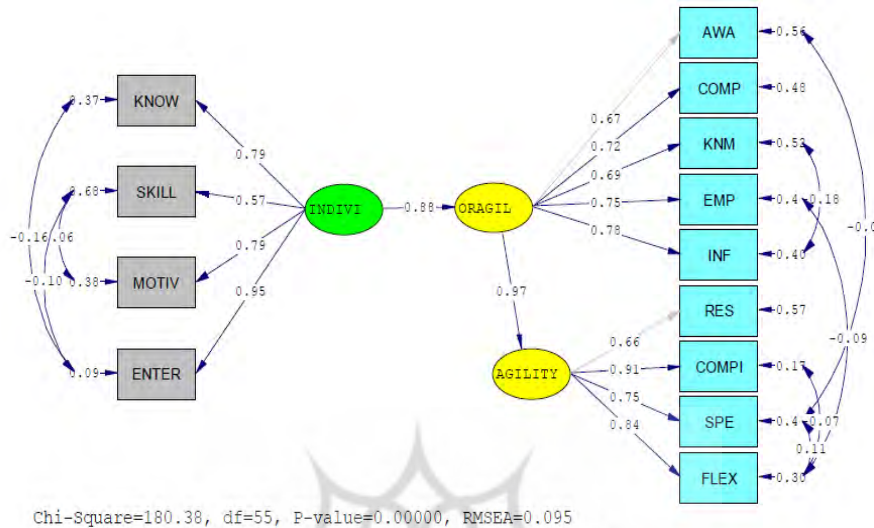 AWA
0.56
COMP
0.48
KNM
EMP
0.4
-0.18
INF
0.40
RES
0.57
COMPI
0.17
SPE
0.4
-0.07
0.11
FLEX
0.30
-0.0
-0.09
0.67
0.72
0.69
0.75
0.78
0.66
0.91
0.75
0.84
0.37
KNOW
0.68
SKILL
-0.16
.06
-0.10
0.38
MOTIV
0.09
ENTER
0.79
0.57
0.79
0.95
INDIVI
0.88
ORAGIL
0.97
AGILITY
Chi-Square=180.38, df=55, P-value=0.00000, RMSEA=0.095